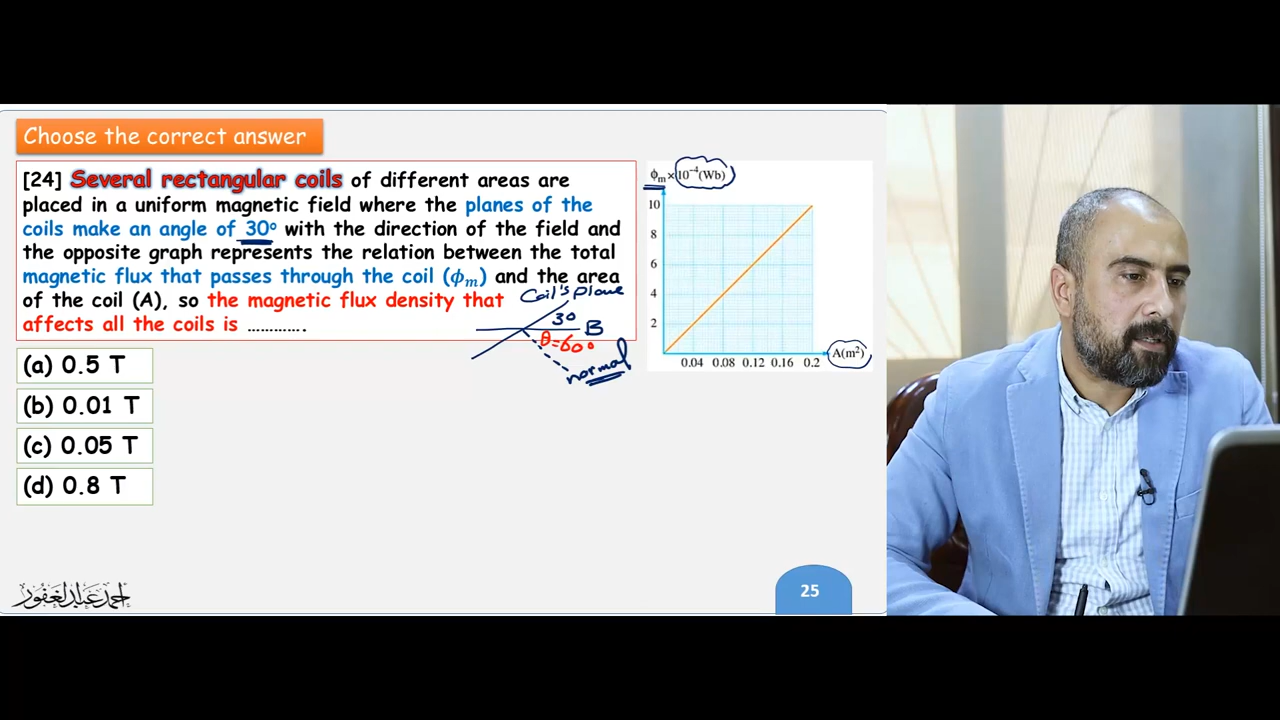 Choose the correct answer
[24] Several rectangular coils of different areas are
placed in a uniform magnetic field where the planes of the
coils make an angle of 30° with the direction of the field and
the opposite graph represents the relation between the total
magnetic flux that passes through the coil (ϕₘ) and the area
of the coil (A), so the magnetic flux density that
affects all the coils is ………….
Coil's plane
30
B
θ=60°
normal
(a) 0.5 T
(b) 0.01 T
(c) 0.05 T
(d) 0.8 T
ϕₘ×10⁻⁴(Wb)
10
8
6
4
2
0.04 0.08 0.12 0.16 0.2 A(m²)
احمد عبد الغفور
25